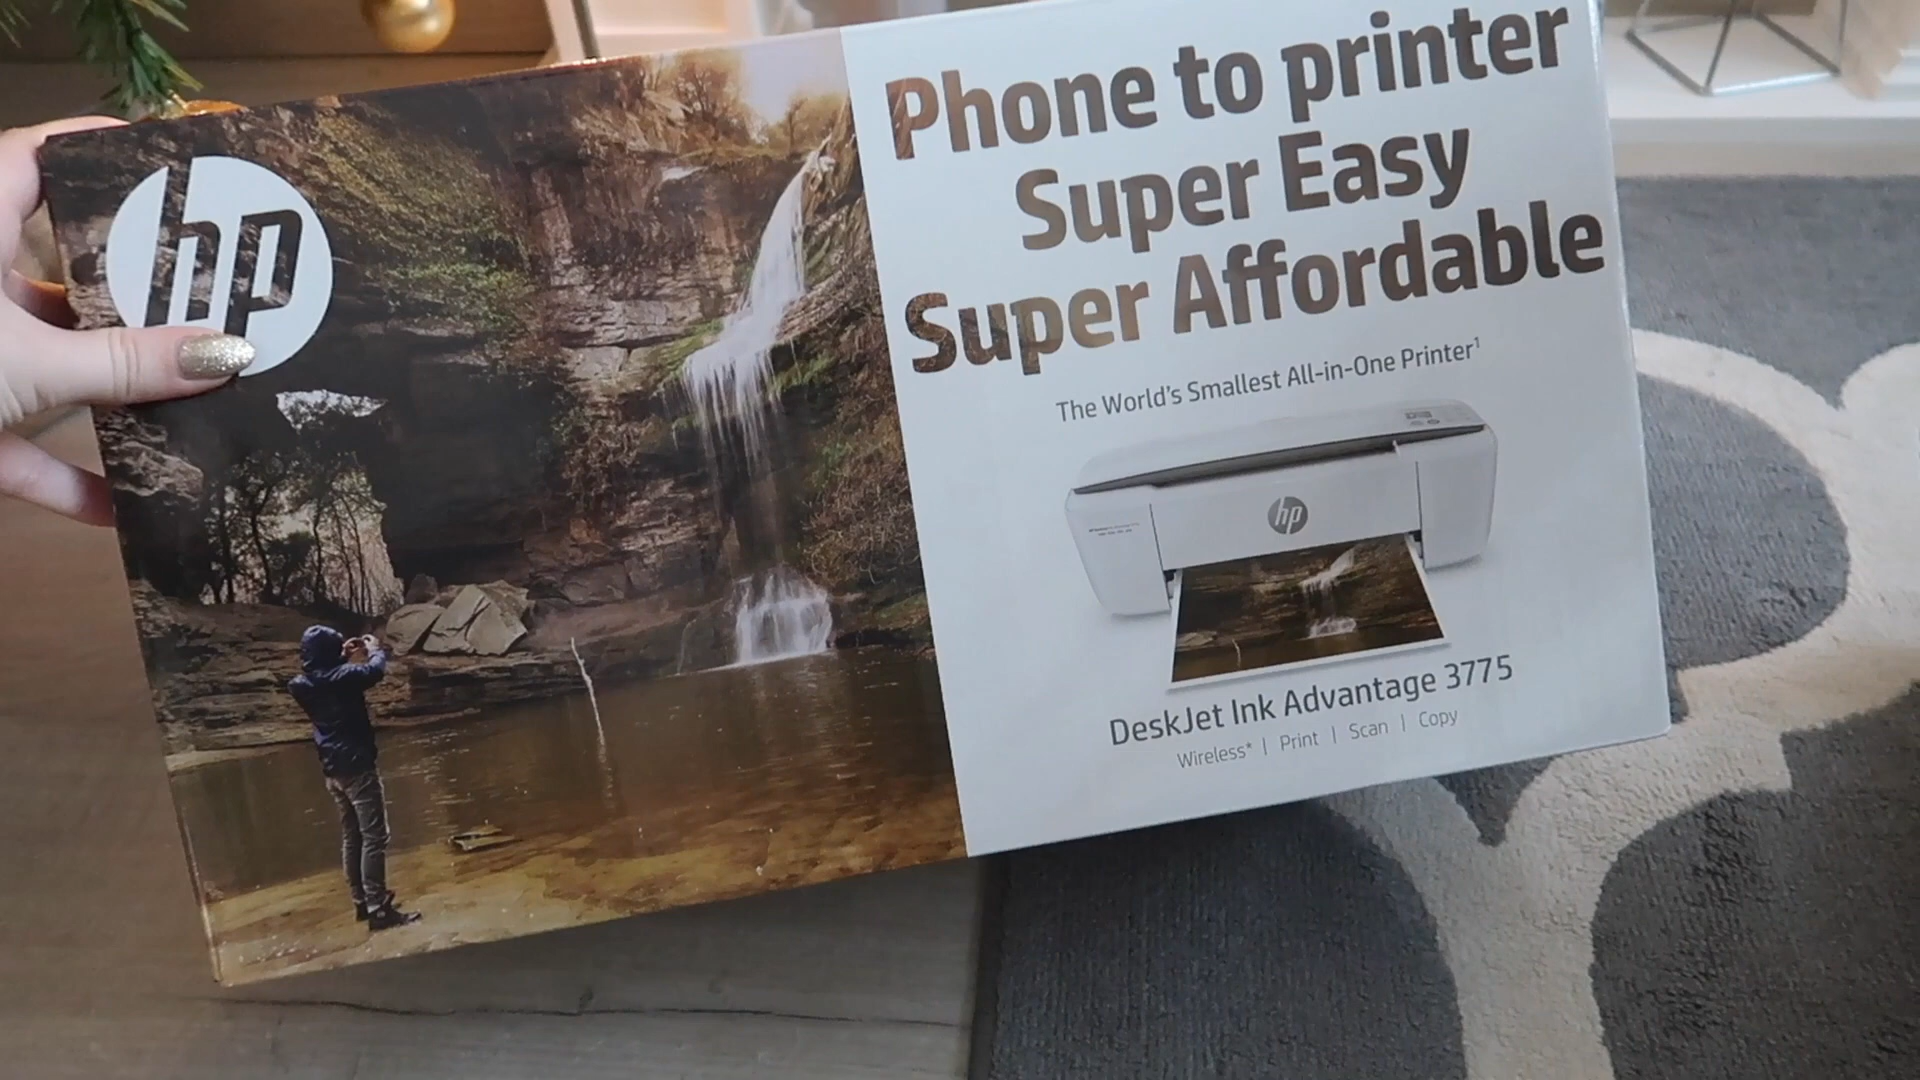 hp
Phone to printer
Super Easy
Super Affordable
The World's Smallest All-in-One Printer¹
hp
DeskJet Ink Advantage 3775
Wireless* | Print | Scan | Copy